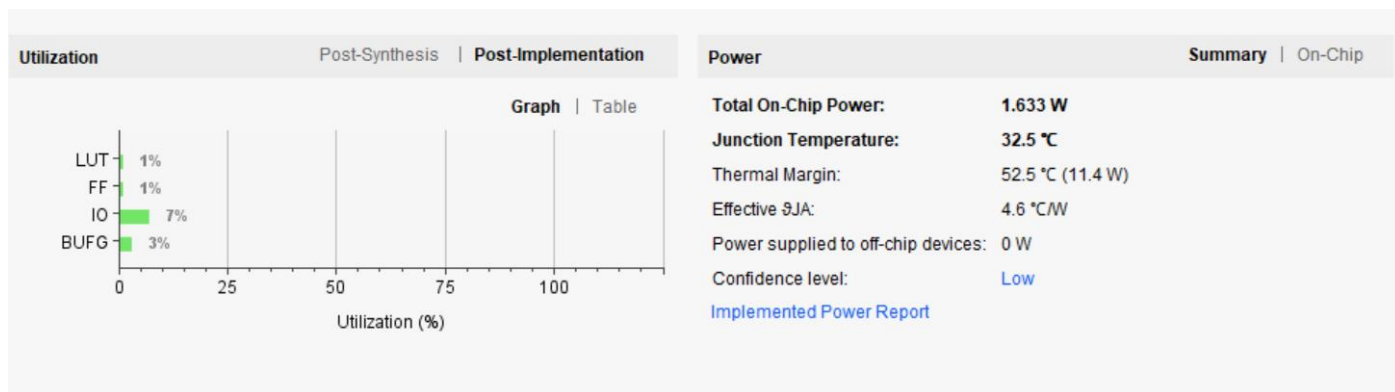 Utilization
Post-Synthesis | Post-Implementation
Graph | Table
LUT 1%
FF 1%
IO 7%
BUFG 3%
0 25 50 75 100
Utilization (%)
Power
Summary | On-Chip
Total On-Chip Power: 1.633 W
Junction Temperature: 32.5 °C
Thermal Margin: 52.5 °C (11.4 W)
Effective ϑJA: 4.6 °C/W
Power supplied to off-chip devices: 0 W
Confidence level: Low
Implemented Power Report